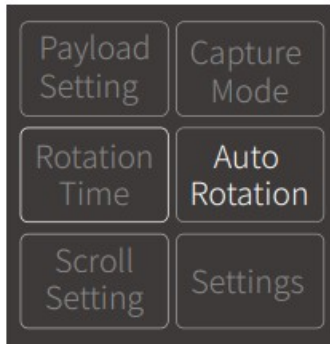 Payload
Setting
Capture
Mode
Rotation
Time
Auto
Rotation
Scroll
Setting
Settings